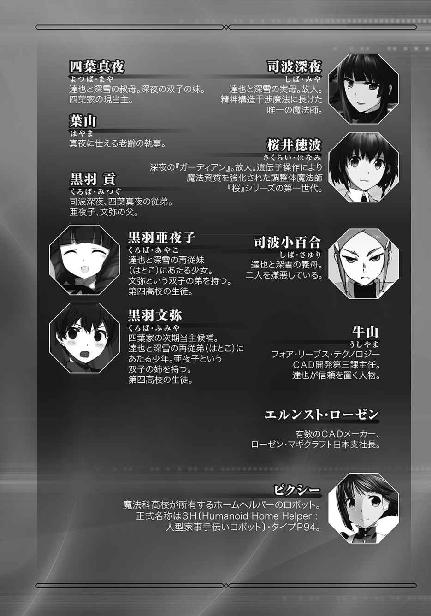 四葉真夜
よつば・まや
達也と深雪の叔母。深夜の双子の妹。
四葉家の現当主。
葉山
はやま
真夜に仕える老齢の執事。
司波深夜
しば・みや
達也と深雪の実母。故人。
精神構造干渉魔法に長けた
唯一の魔法師。
桜井穂波
さくらい・ほなみ
深夜の『ガーディアン』。故人。遺伝子操作により
魔法資質を強化された調整体魔法師
『桜』シリーズの第一世代。
黒羽 貢
くろば・みつぐ
司波深夜、四葉真夜の従弟。
亜夜子、文弥の父。
黒羽亜夜子
くろば・あやこ
達也と深雪の再従妹
(はとこ)にあたる少女。
文弥という双子の弟を持つ。
第四高校の生徒。
司波小百合
しば・さゆり
達也と深雪の義母。
二人を嫌悪している。
黒羽文弥
くろば・ふみや
四葉家の次期当主候補。
達也と深雪の再従弟(はとこ)に
あたる少年。亜夜子という
双子の姉を持つ。
第四高校の生徒。
牛山
うしやま
フォア・リーブス・テクノロジー
CAD開発第三課主任。
達也が信頼を置く人物。
エルンスト・ローゼン
有数のCADメーカー、
ローゼン・マギクラフト日本支社長。
ピクシー
魔法科高校が所有するホームヘルパーのロボット。
正式名称は3H(Humanoid Home Helper:
人型家事手伝いロボット)・タイプP94。